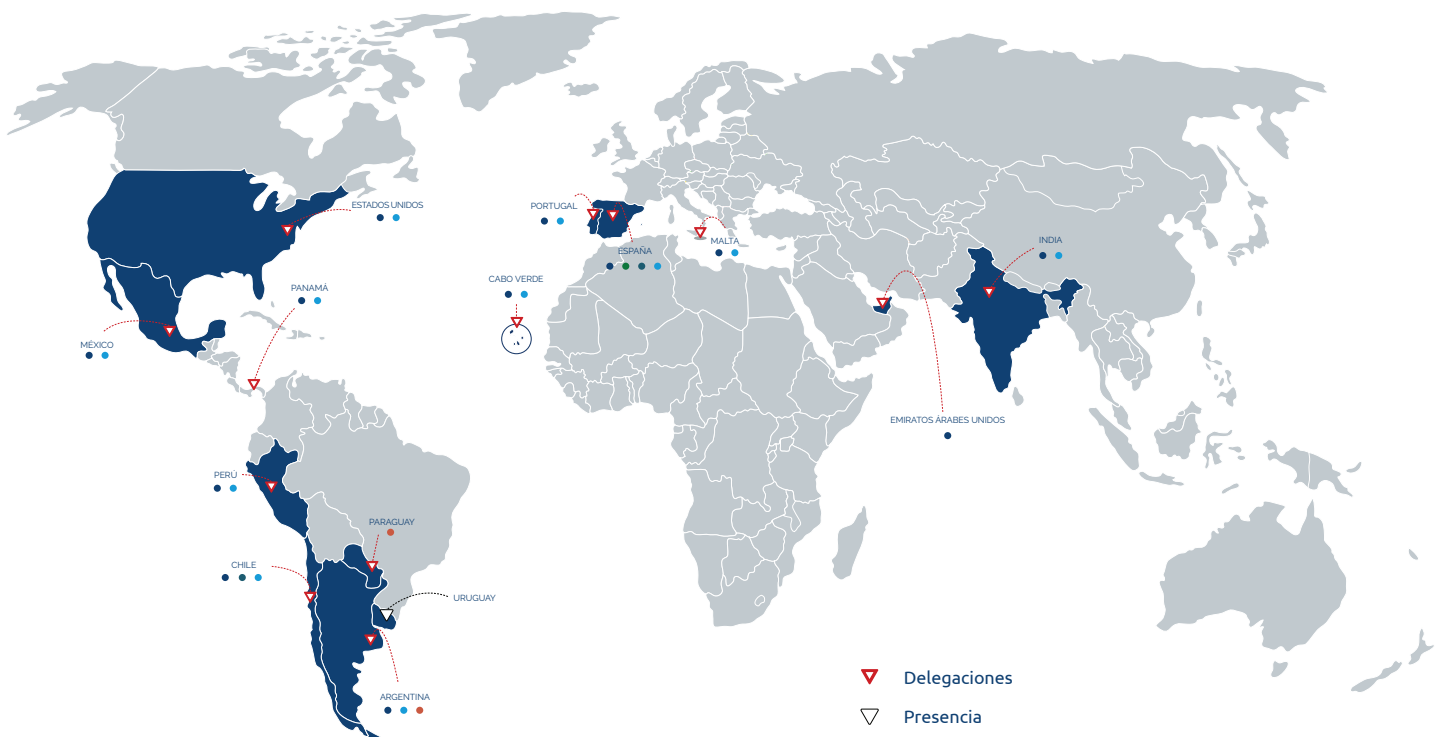 ESTADOS UNIDOS
PORTUGAL
ESPAÑA
MALTA
INDIA
CABO VERDE
PANAMÁ
MÉXICO
EMIRATOS ÁRABES UNIDOS
PERÚ
PARAGUAY
CHILE
URUGUAY
ARGENTINA
Delegaciones
Presencia